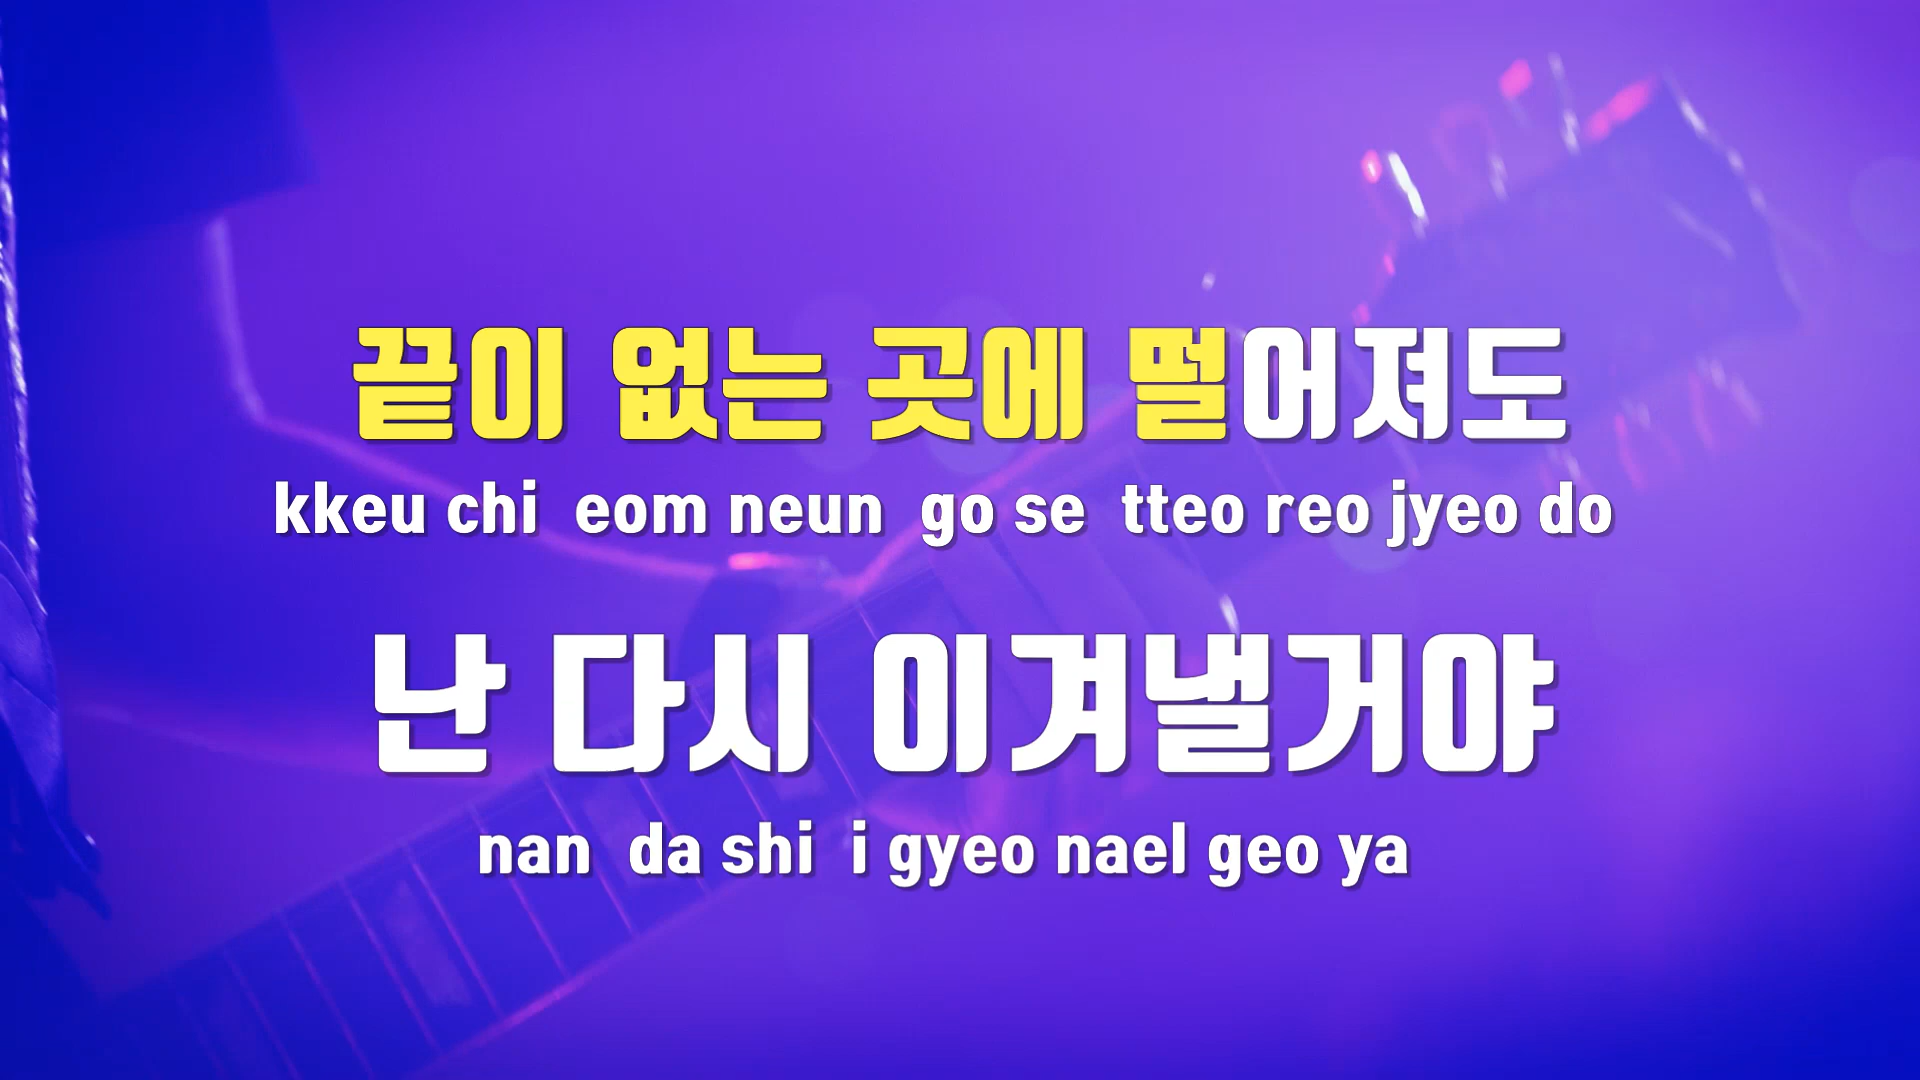 끝이 없는 곳에 떨어져도
kkeu chi eom neun go se tteo reo jyeo do
난 다시 이겨낼거야
nan da shi i gyeo nael geo ya